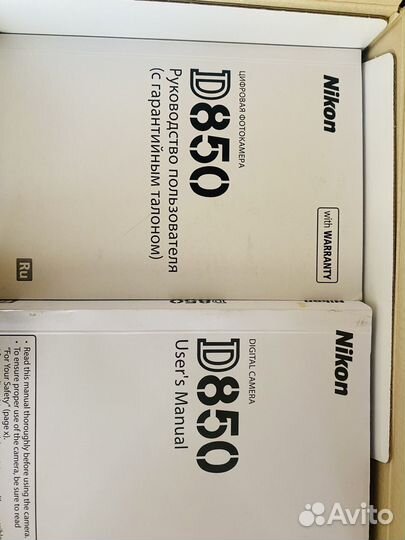 Nikon
ЦИФРОВАЯ ФОТОКАМЕРА
D850
Руководство пользователя
(с гарантийным талоном)
with WARRANTY
Ru
D850
Nikon
Nikon
DIGITAL CAMERA
D850
User's Manual
• Read this manual thoroughly before using the camera.
• To ensure proper use of the camera, be sure to read
"For Your Safety" (page x).
Avito